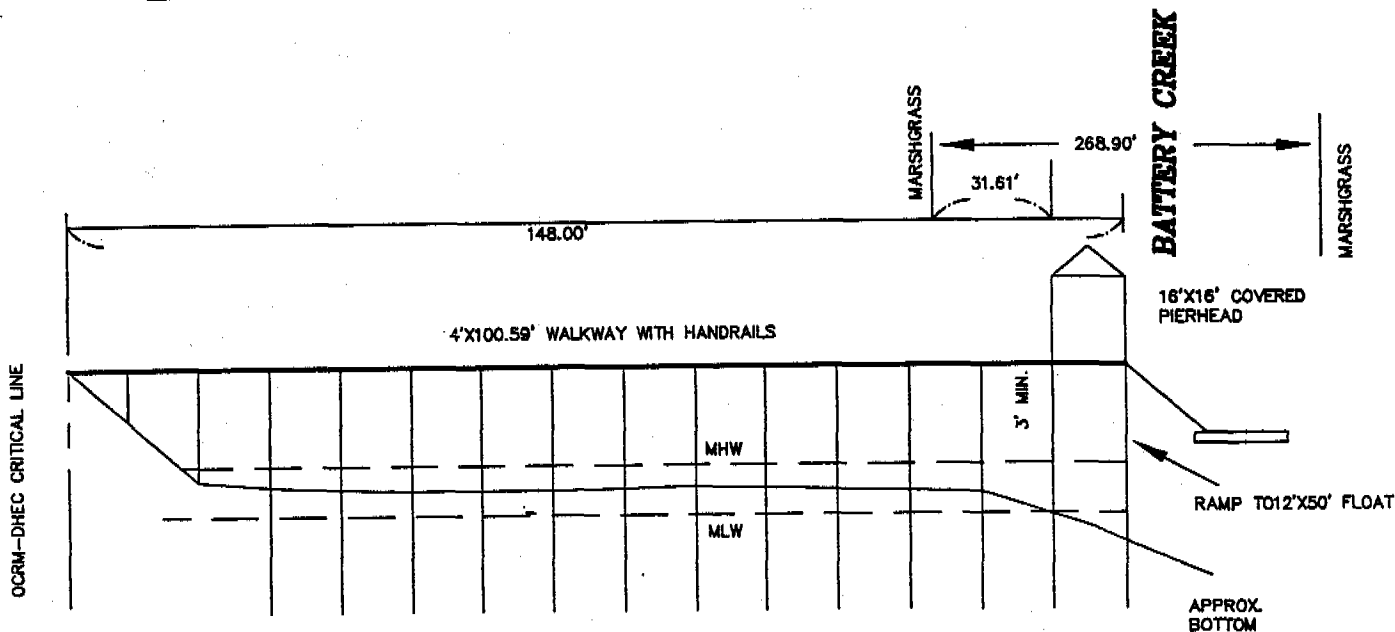 BATTERY CREEK
MARSHGRASS
268.90'
MARSHGRASS
31.61'
148.00'
16'X16' COVERED
PIERHEAD
4'X100.59' WALKWAY WITH HANDRAILS
OCRM-DHEC CRITICAL LINE
3' MIN.
MHW
RAMP TO12'X50' FLOAT
MLW
APPROX.
BOTTOM